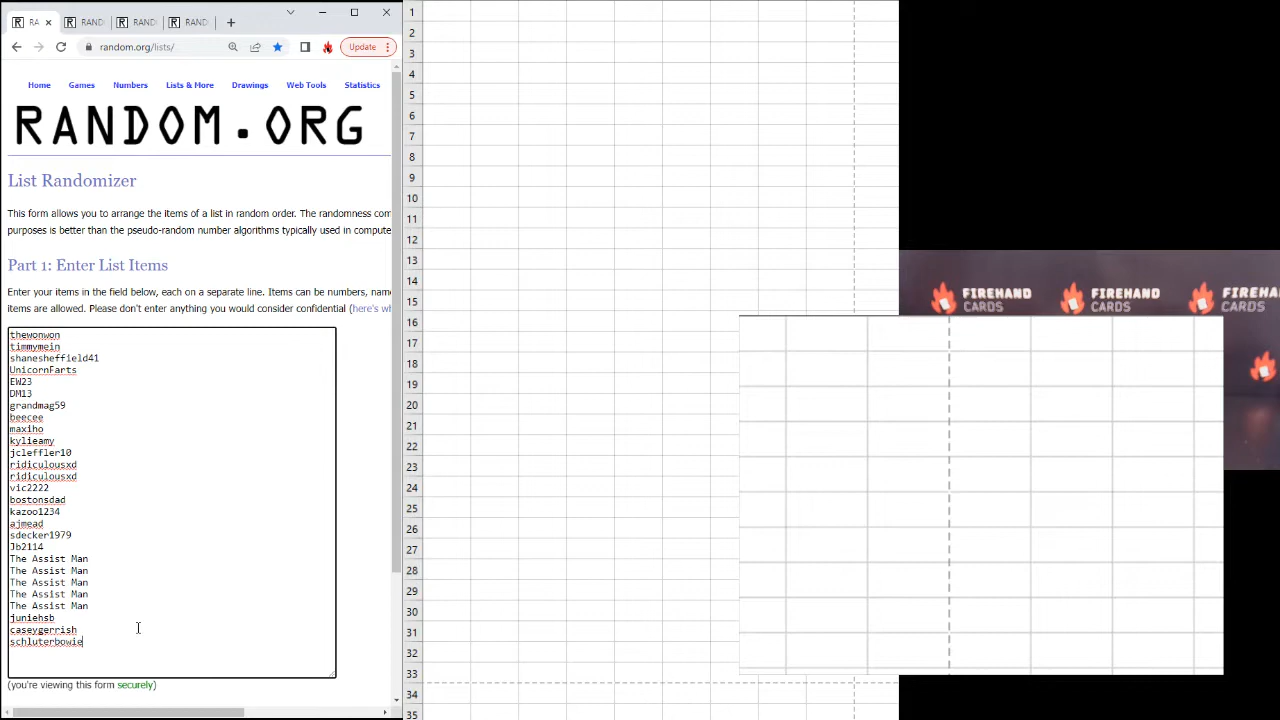 RA
RAND
RAND
RAND
random.org/lists/
Update
Home Games Numbers Lists & More Drawings Web Tools Statistics
RANDOM.ORG
List Randomizer
This form allows you to arrange the items of a list in random order. The randomness com
purposes is better than the pseudo-random number algorithms typically used in compute
Part 1: Enter List Items
Enter your items in the field below, each on a separate line. Items can be numbers, name
items are allowed. Please don't enter anything you would consider confidential (here's wh
thewonwon
timmymein
shanesheffield41
UnicornFarts
EW23
DM13
grandmag59
beecee
maxiho
kylieamy
jcleffler10
ridiculousxd
ridiculousxd
vic2222
bostonsdad
kazoo1234
ajmead
sdecker1979
Jb2114
The Assist Man
The Assist Man
The Assist Man
The Assist Man
The Assist Man
juniehsb
caseygerrish
schluterbowie
(you're viewing this form securely)
1
2
3
4
5
6
7
8
9
10
11
12
13
14
15
16
17
18
19
20
21
22
23
24
25
26
27
28
29
30
31
32
33
34
35
FIREHAND
CARDS
FIREHAND
CARDS
FIREHAND
CARDS